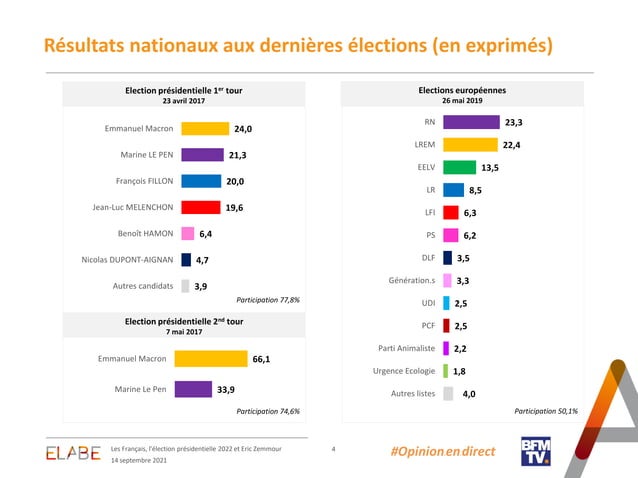 Résultats nationaux aux dernières élections (en exprimés)
Election présidentielle 1er tour
23 avril 2017
Emmanuel Macron 24,0
Marine LE PEN 21,3
François FILLON 20,0
Jean-Luc MELENCHON 19,6
Benoît HAMON 6,4
Nicolas DUPONT-AIGNAN 4,7
Autres candidats 3,9
Participation 77,8%
Election présidentielle 2nd tour
7 mai 2017
Emmanuel Macron 66,1
Marine Le Pen 33,9
Participation 74,6%
Elections européennes
26 mai 2019
RN 23,3
LREM 22,4
EELV 13,5
LR 8,5
LFI 6,3
PS 6,2
DLF 3,5
Génération.s 3,3
UDI 2,5
PCF 2,5
Parti Animaliste 2,2
Urgence Ecologie 1,8
Autres listes 4,0
Participation 50,1%
ELABE
Les Français, l'élection présidentielle 2022 et Eric Zemmour
14 septembre 2021
4
#Opinionendirect
BFM
TV.